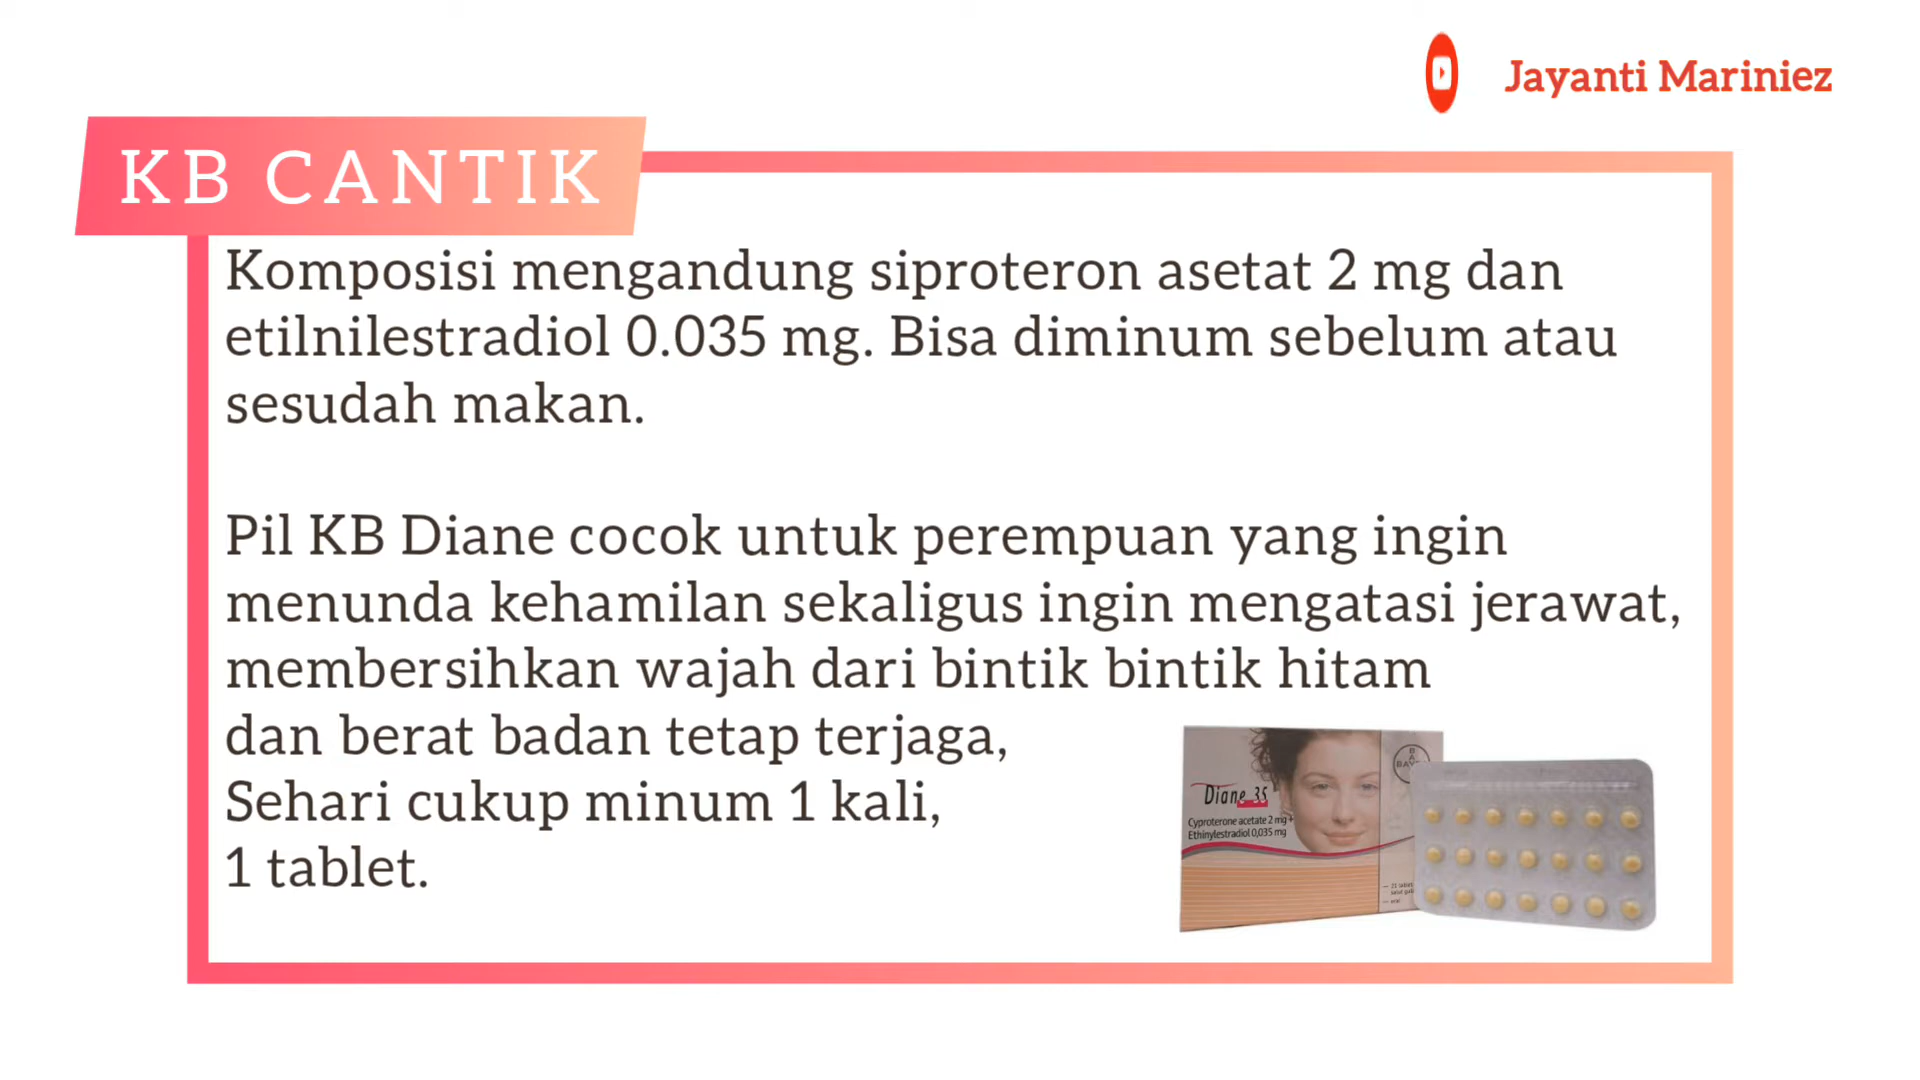 Jayanti Mariniez
KB CANTIK
Komposisi mengandung siproteron asetat 2 mg dan
etilnilestradiol 0.035 mg. Bisa diminum sebelum atau
sesudah makan.
Pil KB Diane cocok untuk perempuan yang ingin
menunda kehamilan sekaligus ingin mengatasi jerawat,
membersihkan wajah dari bintik bintik hitam
dan berat badan tetap terjaga,
Sehari cukup minum 1 kali,
1 tablet.
Diane 35
Cyproterone acetate 2 mg +
Ethinylestradiol 0,035 mg